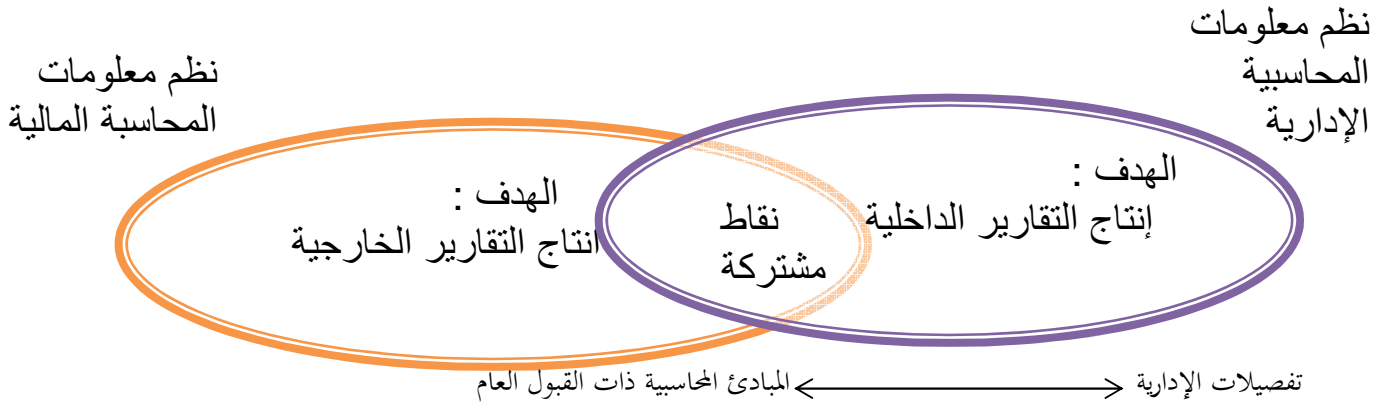 نظم معلومات
المحاسبية
الإدارية
نظم معلومات
المحاسبة المالية
الهدف :
إنتاج التقارير الداخلية
نقاط
مشتركة
الهدف :
انتاج التقارير الخارجية
تفصيلات الإدارية
المبادئ المحاسبية ذات القبول العام